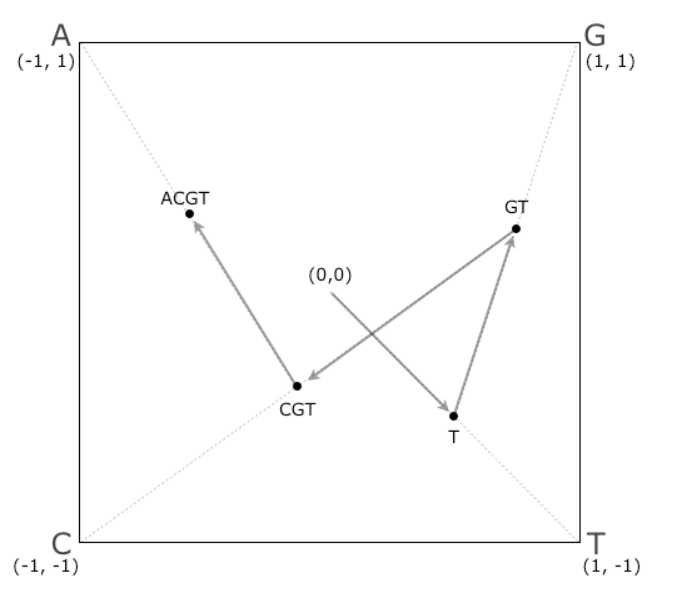 A
G
(-1, 1)
(1, 1)
ACGT
GT
(0,0)
CGT
T
C
T
(-1, -1)
(1, -1)